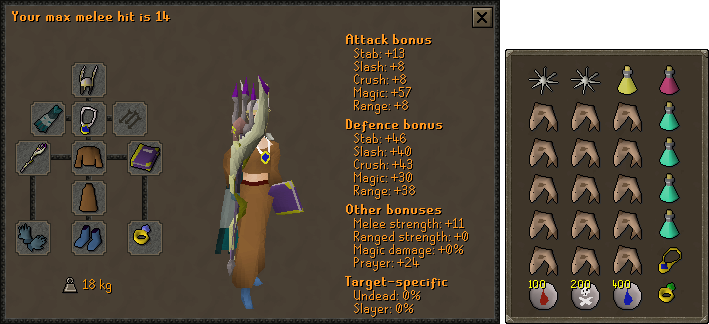 Your max melee hit is 14
Attack bonus
Stab: +13
Slash: +8
Crush: +8
Magic: +57
Range: +8
Defence bonus
Stab: +46
Slash: +40
Crush: +43
Magic: +30
Range: +38
Other bonuses
Melee strength: +11
Ranged strength: +0
Magic damage: +0%
Prayer: +24
Target-specific
Undead: 0%
Slayer: 0%
18 kg
100
200
400